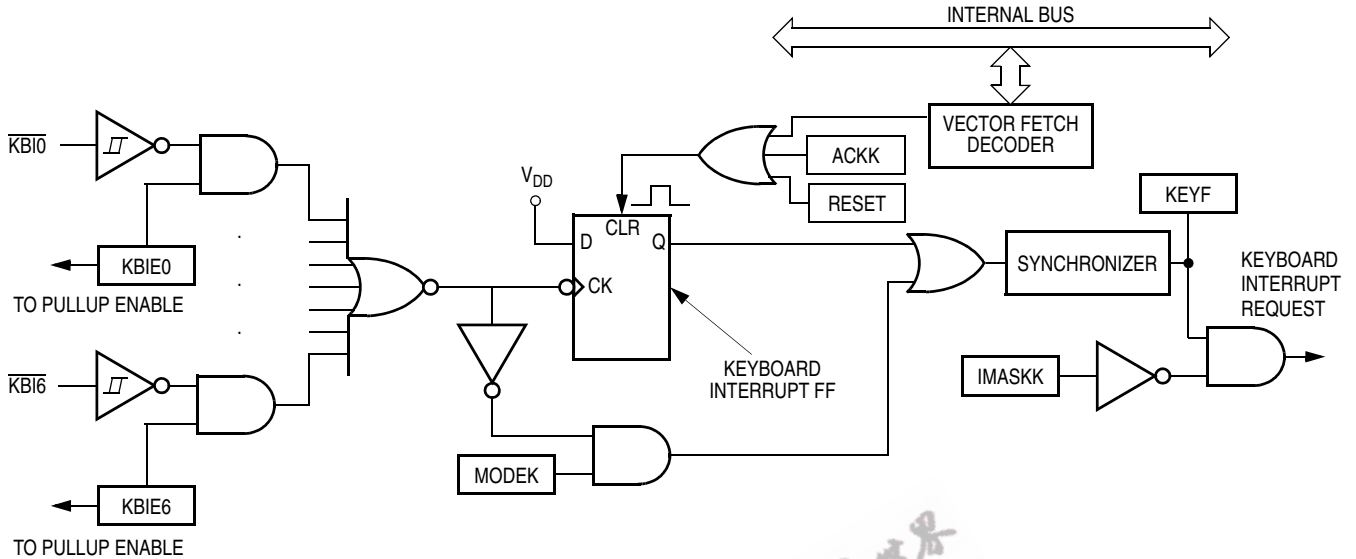 INTERNAL BUS
VECTOR FETCH
DECODER
KBI0
ACKK
VDD
RESET
KEYF
CLR
D
Q
KBIE0
TO PULLUP ENABLE
SYNCHRONIZER
KEYBOARD
INTERRUPT
REQUEST
CK
KEYBOARD
INTERRUPT FF
KBI6
IMASKK
MODEK
KBIE6
TO PULLUP ENABLE